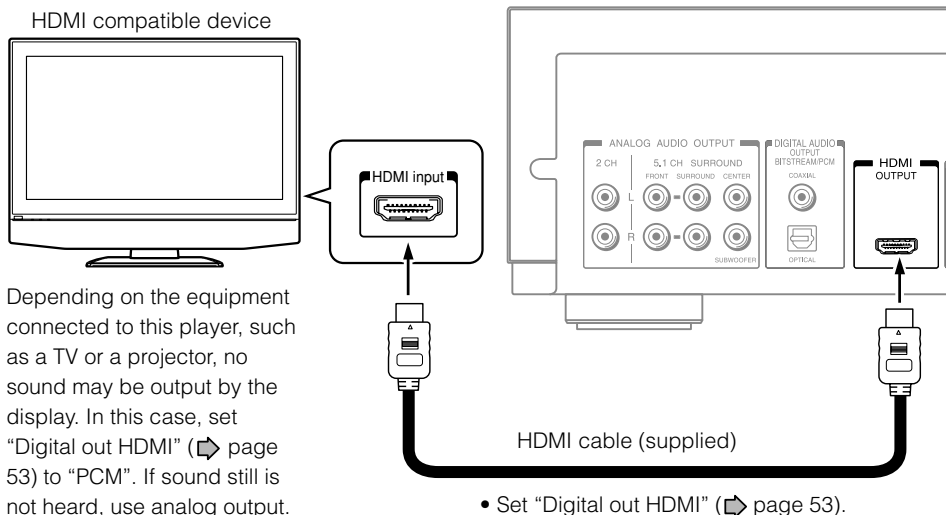 HDMI compatible device
HDMI input
ANALOG AUDIO OUTPUT
2 CH
5.1 CH SURROUND
FRONT SURROUND CENTER
L
R
SUBWOOFER
DIGITAL AUDIO
OUTPUT
BITSTREAM/PCM
COAXIAL
OPTICAL
HDMI
OUTPUT
Depending on the equipment
connected to this player, such
as a TV or a projector, no
sound may be output by the
display. In this case, set
“Digital out HDMI” ( page
53) to “PCM”. If sound still is
not heard, use analog output.
HDMI cable (supplied)
• Set “Digital out HDMI” ( page 53).